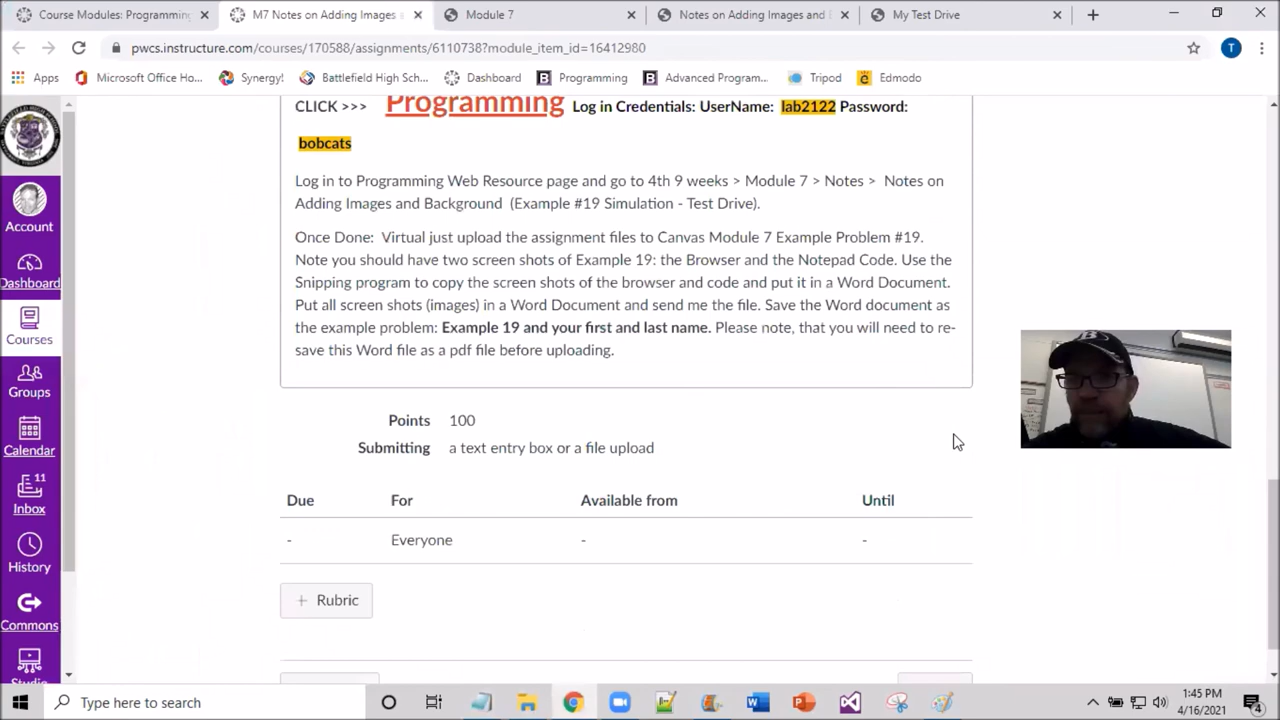 Course Modules: Programming
M7 Notes on Adding Images a
Module 7
Notes on Adding Images and
My Test Drive
pwcs.instructure.com/courses/170588/assignments/6110738?module_item_id=16412980
T
Apps
Microsoft Office Ho...
Synergy!
Battlefield High Sch...
Dashboard
Programming
Advanced Program...
Tripod
Edmodo
CLICK >>> Programming Log in Credentials: UserName: lab2122 Password:
bobcats
Log in to Programming Web Resource page and go to 4th 9 weeks > Module 7 > Notes > Notes on
Adding Images and Background (Example #19 Simulation - Test Drive).
Once Done: Virtual just upload the assignment files to Canvas Module 7 Example Problem #19.
Note you should have two screen shots of Example 19: the Browser and the Notepad Code. Use the
Snipping program to copy the screen shots of the browser and code and put it in a Word Document.
Put all screen shots (images) in a Word Document and send me the file. Save the Word document as
the example problem: Example 19 and your first and last name. Please note, that you will need to re-
save this Word file as a pdf file before uploading.
Points 100
Submitting a text entry box or a file upload
Due For Available from Until
- Everyone - -
+ Rubric
Account
Dashboard
Courses
Groups
Calendar
11
Inbox
History
Commons
Studio
Type here to search
1:45 PM
4/16/2021
4